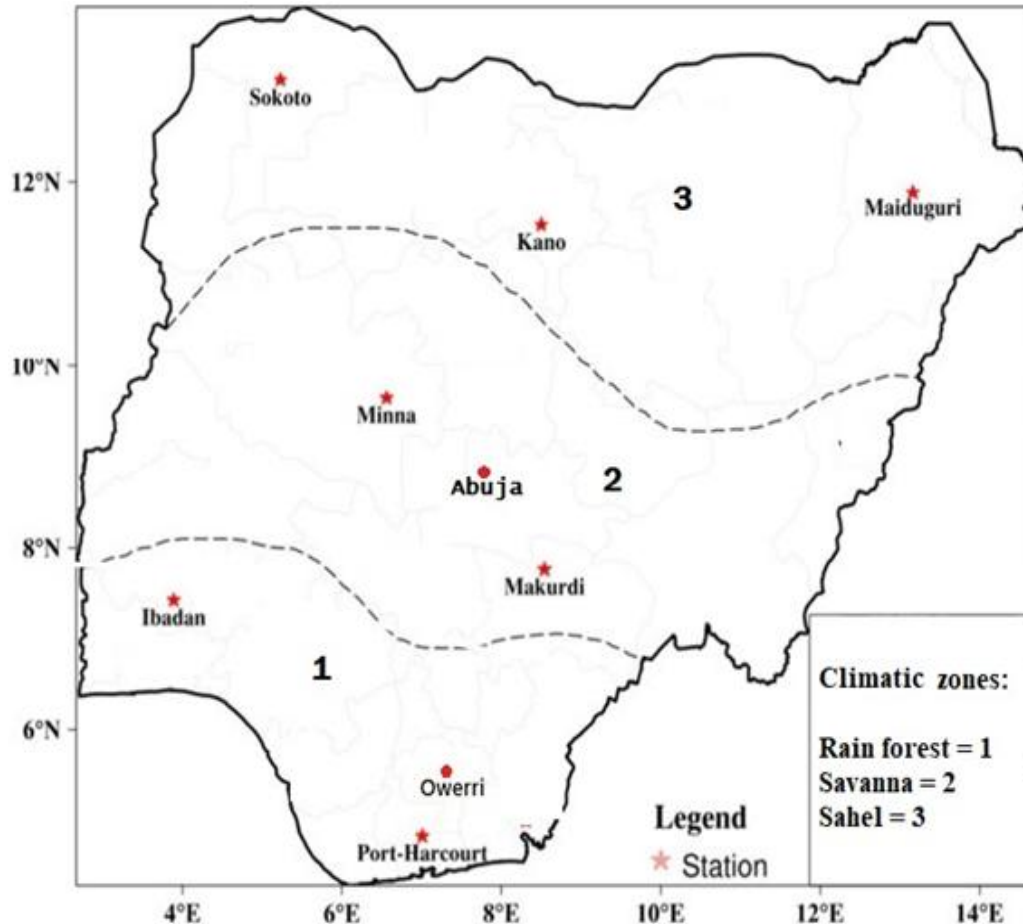 Sokoto
12°N
3
Maiduguri
Kano
10°N
Minna
2
Abuja
8°N
Makurdi
Ibadan
1
Climatic zones:
6°N
Rain forest = 1
Savanna = 2
Sahel = 3
Owerri
Legend
Port-Harcourt
Station
4°E 6°E 8°E 10°E 12°E 14°E